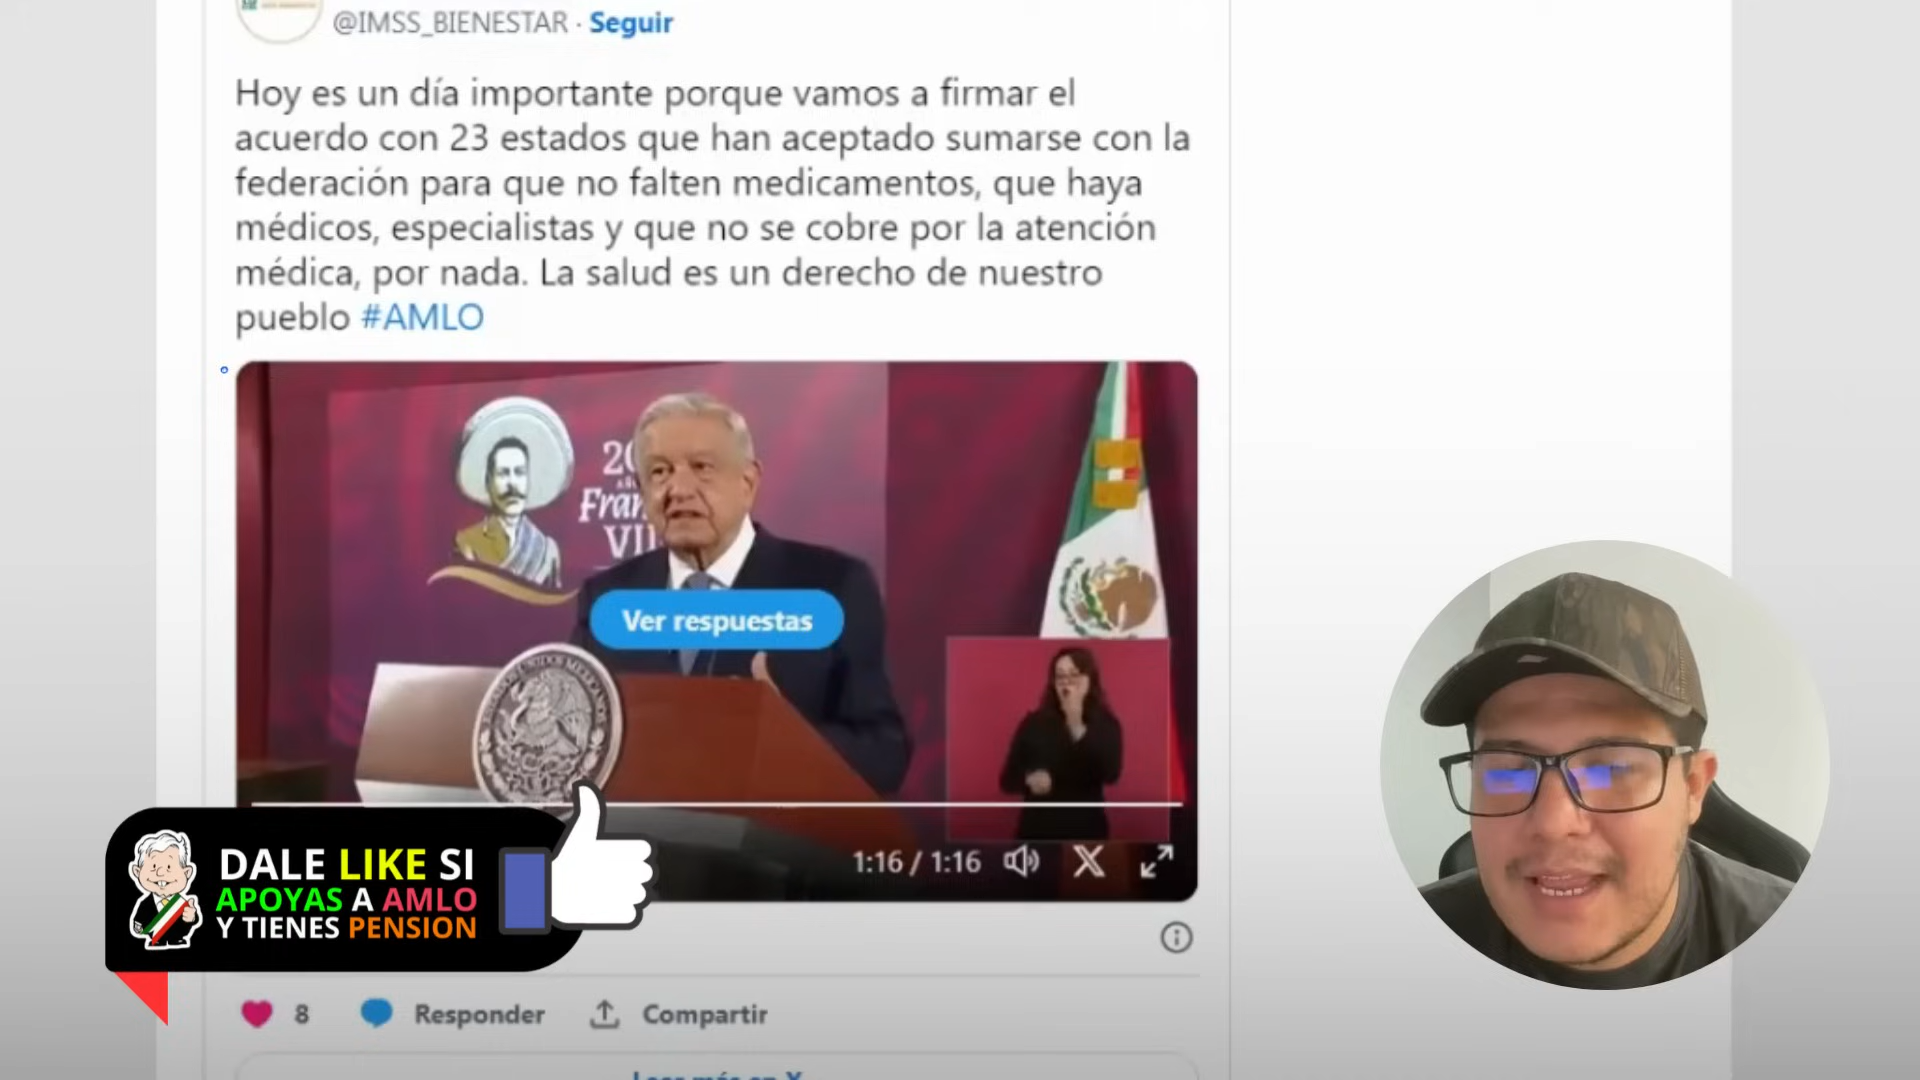 @IMSS_BIENESTAR · Seguir
Hoy es un día importante porque vamos a firmar el
acuerdo con 23 estados que han aceptado sumarse con la
federación para que no falten medicamentos, que haya
médicos, especialistas y que no se cobre por la atención
médica, por nada. La salud es un derecho de nuestro
pueblo #AMLO
Ver respuestas
1:16 / 1:16
DALE LIKE SI
APOYAS A AMLO
Y TIENES PENSION
8 Responder Compartir
Leer más en X